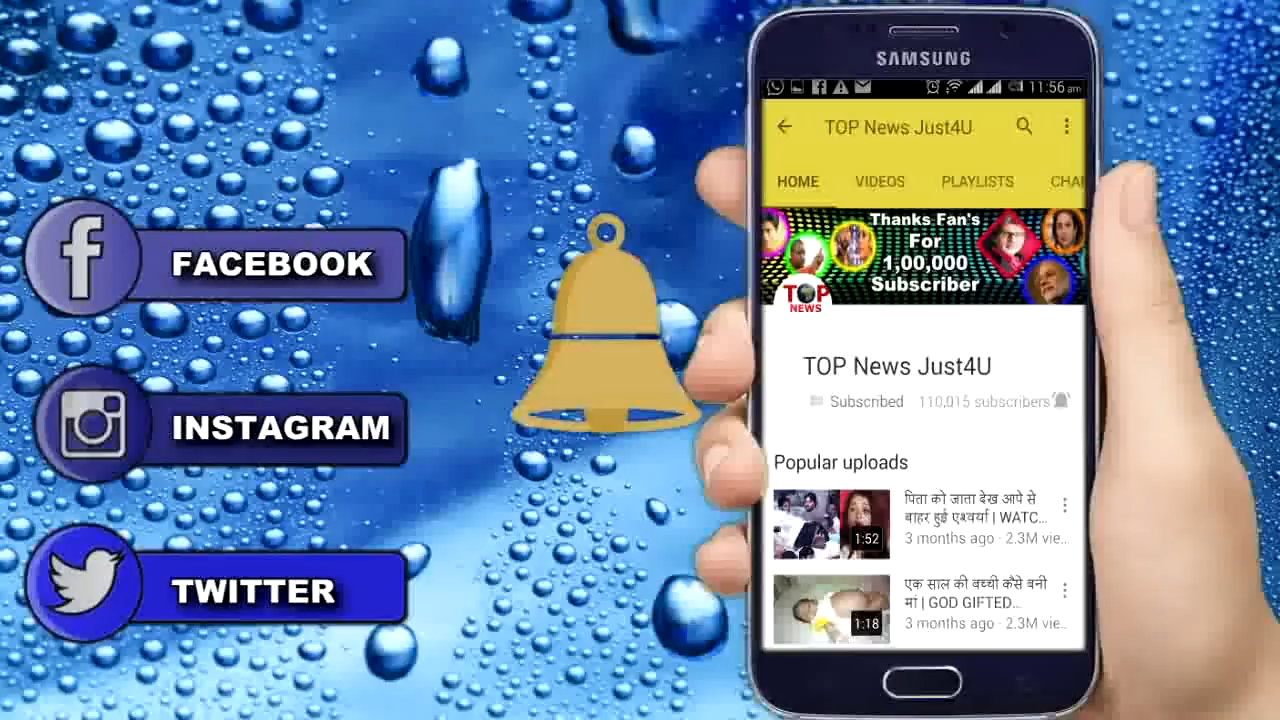 FACEBOOK
INSTAGRAM
TWITTER
SAMSUNG
11:56 am
TOP News Just4U
HOME VIDEOS PLAYLISTS CHA
Thanks Fan's
For
1,00,000
Subscriber
TOP
NEWS
TOP News Just4U
Subscribed 110,015 subscribers
Popular uploads
पिता को जाता देख आपे से
बाहर हुई एश्वर्या | WATC...
3 months ago · 2.3M vie...
1:52
एक साल की बच्ची कैसे बनी
मां | GOD GIFTED...
3 months ago · 2.3M vie...
1:18